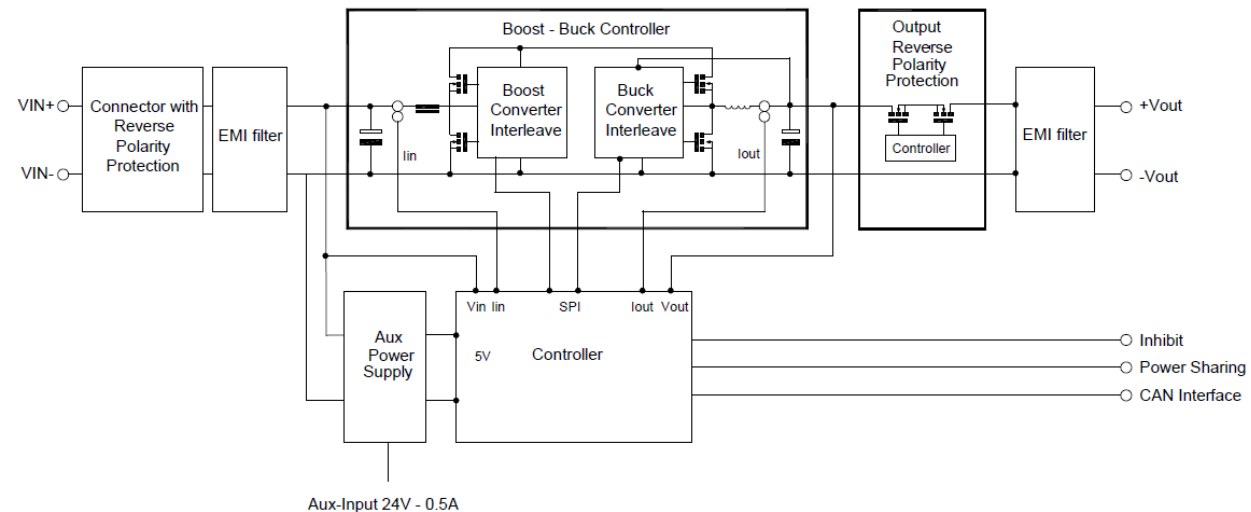 Boost - Buck Controller
Output
Reverse
Polarity
Protection
VIN+
VIN-
Connector with
Reverse
Polarity
Protection
EMI filter
Iin
Boost
Converter
Interleave
Buck
Converter
Interleave
Iout
Controller
EMI filter
+Vout
-Vout
Vin Iin SPI Iout Vout
Aux
Power
Supply
5V
Controller
Inhibit
Power Sharing
CAN Interface
Aux-Input 24V - 0.5A